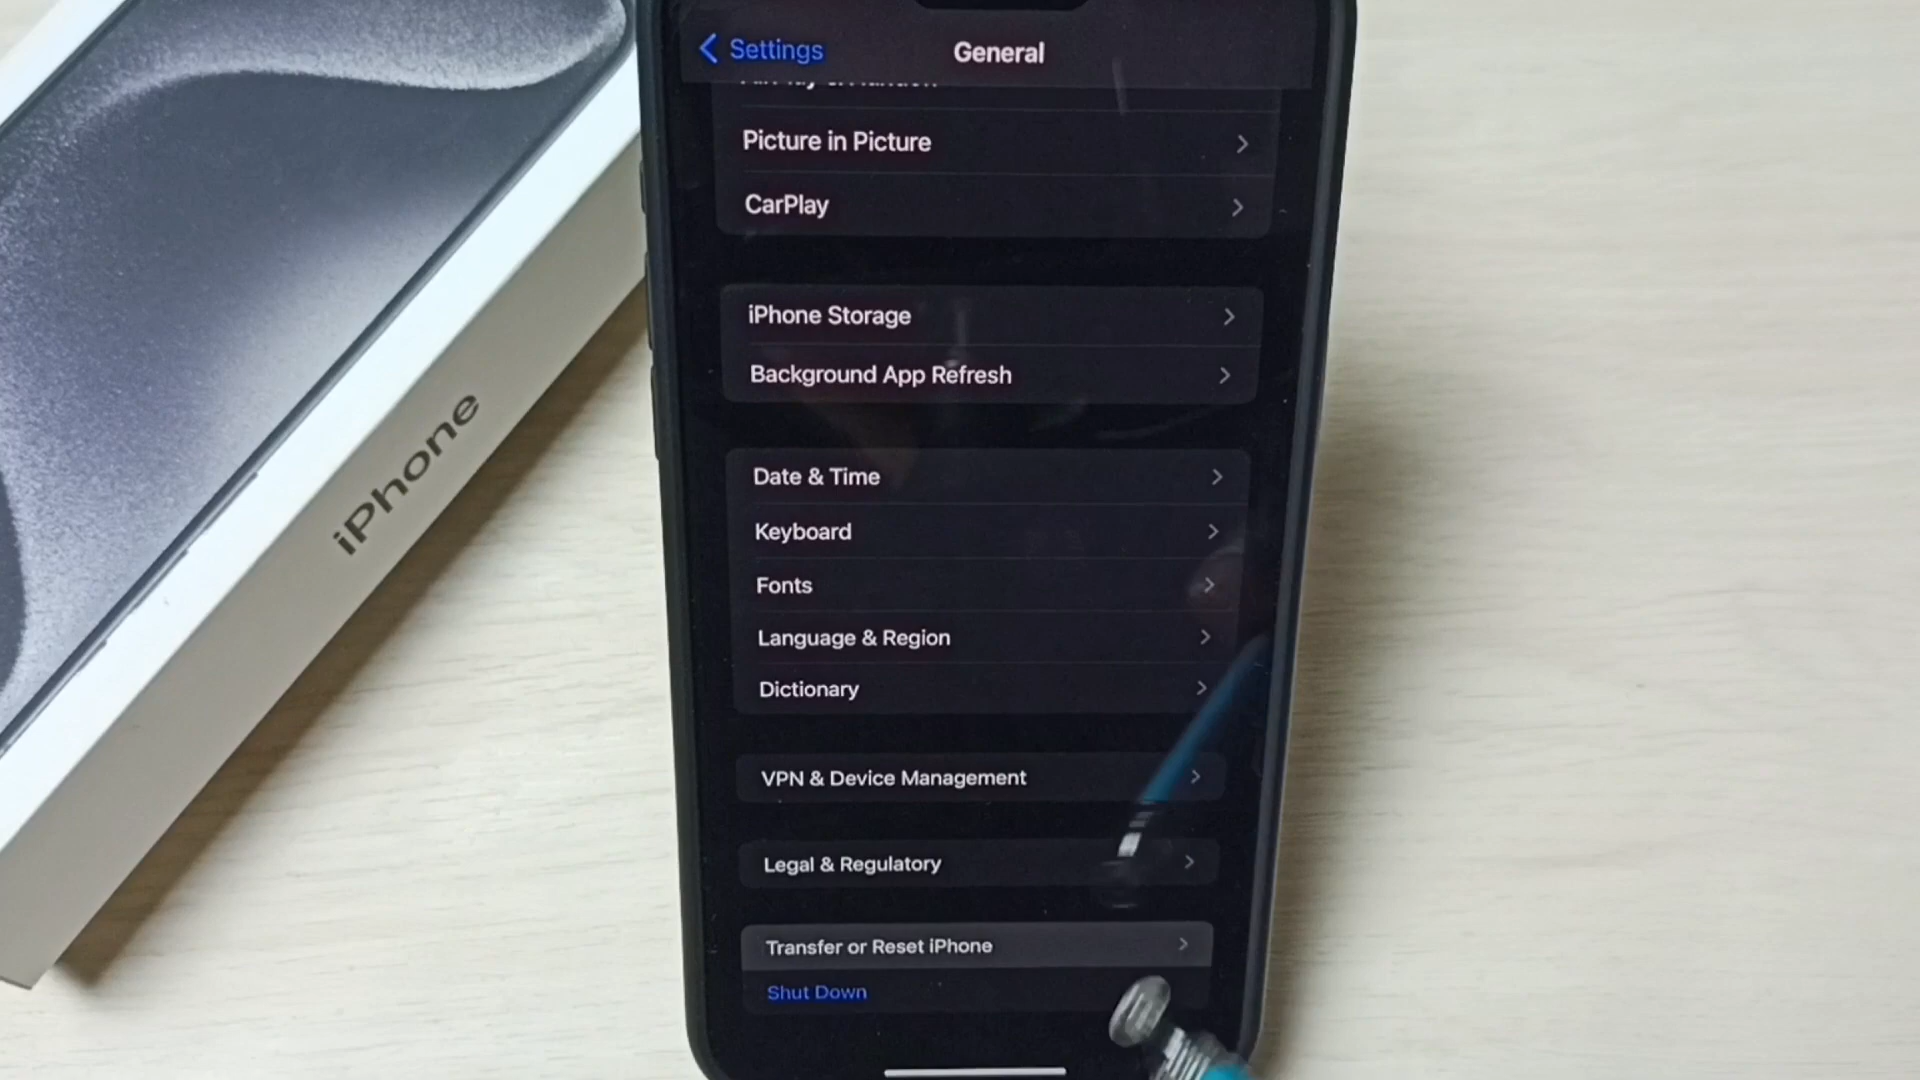 Settings
General
Picture in Picture
CarPlay
iPhone Storage
Background App Refresh
Date & Time
Keyboard
Fonts
Language & Region
Dictionary
VPN & Device Management
Legal & Regulatory
Transfer or Reset iPhone
Shut Down
iPhone